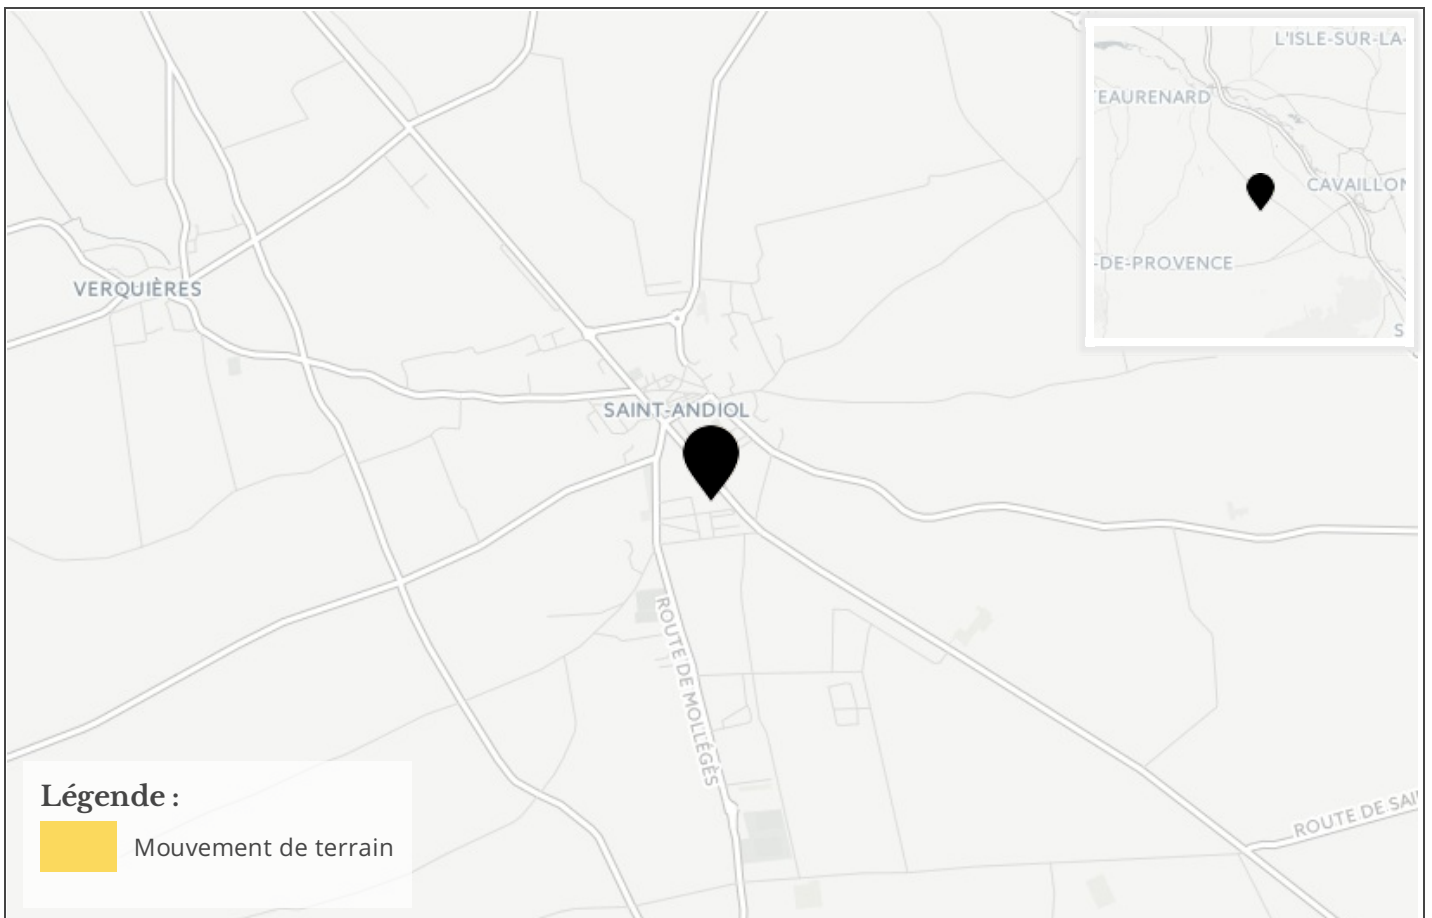 L'ISLE-SUR-LA-
EAURENARD
CAVAILLON
-DE-PROVENCE
S
VERQUIÈRES
SAINT-ANDIOL
ROUTE DE MOLLÉGÈS
ROUTE DE SAI
Légende :
Mouvement de terrain